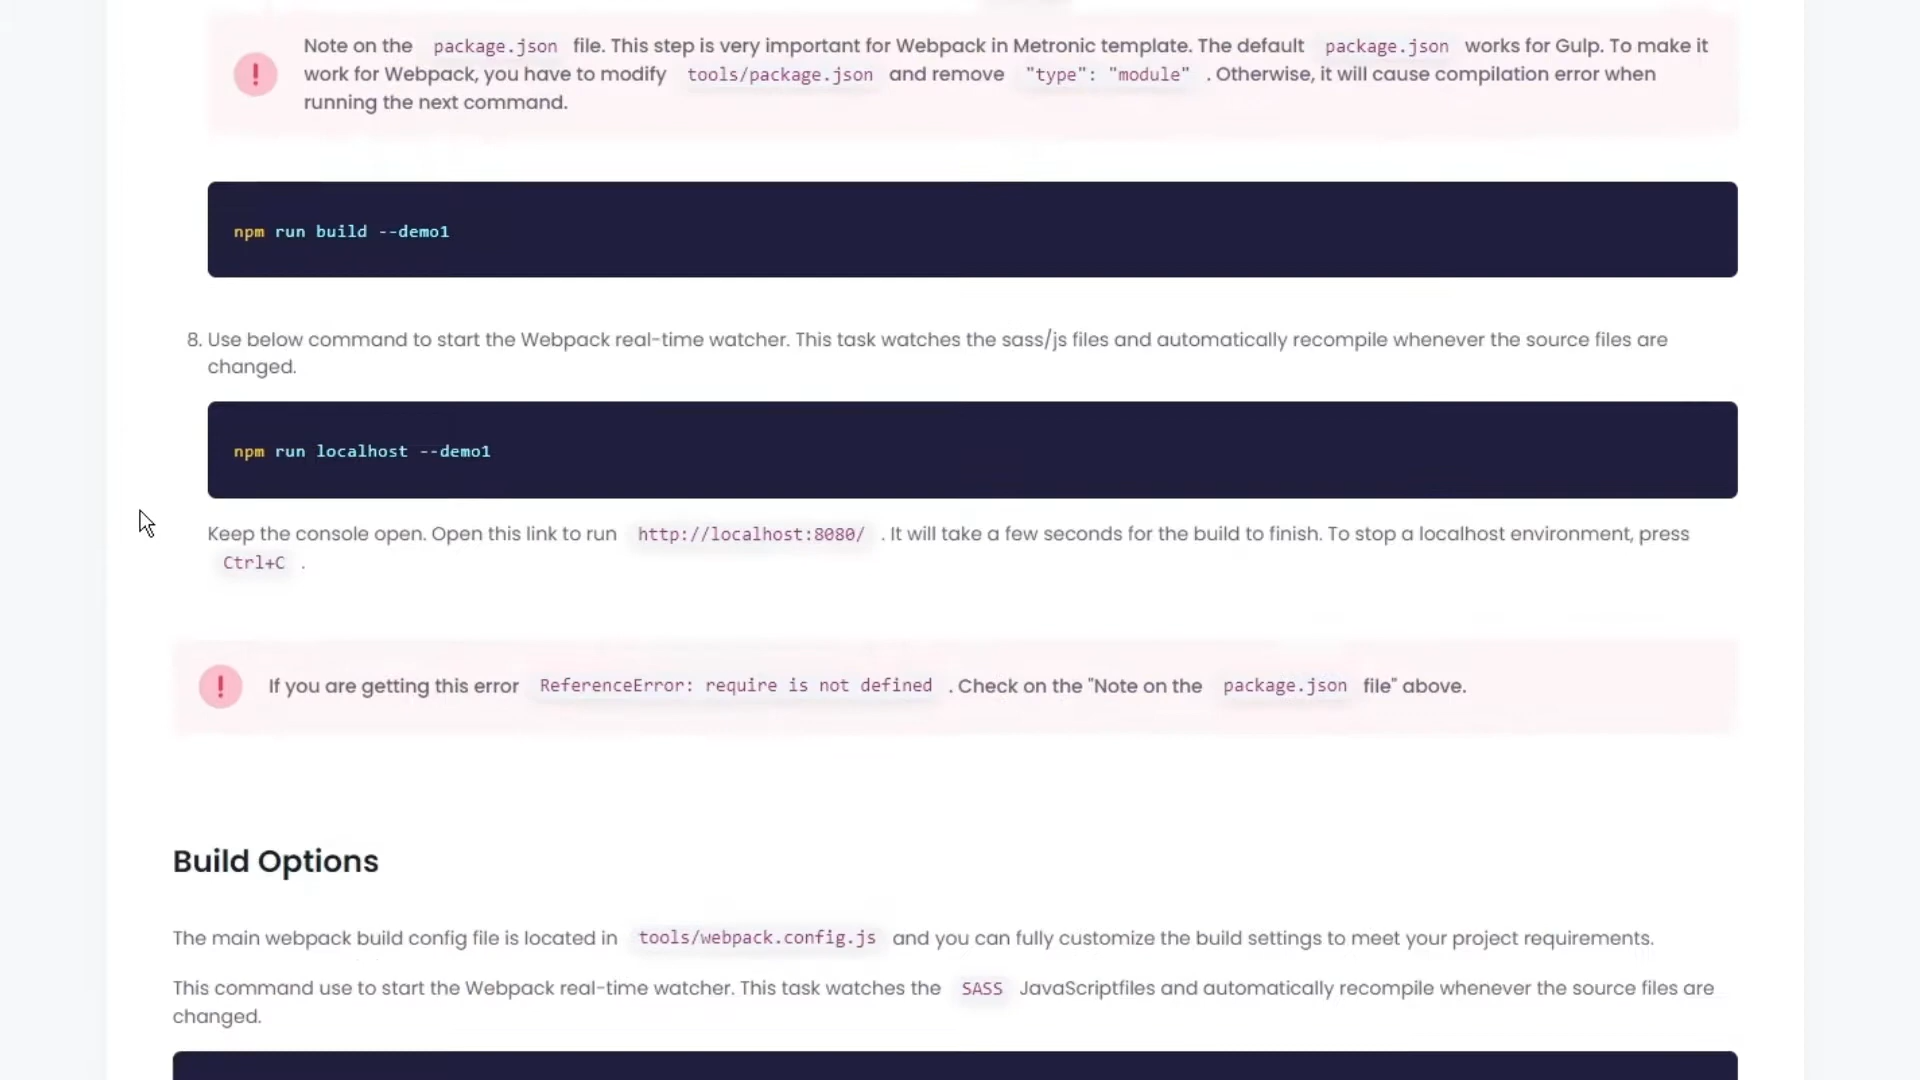 Note on the package.json file. This step is very important for Webpack in Metronic template. The default package.json works for Gulp. To make it
work for Webpack, you have to modify tools/package.json and remove "type": "module" . Otherwise, it will cause compilation error when
running the next command.
npm run build --demo1
8. Use below command to start the Webpack real-time watcher. This task watches the sass/js files and automatically recompile whenever the source files are
changed.
npm run localhost --demo1
Keep the console open. Open this link to run http://localhost:8080/ . It will take a few seconds for the build to finish. To stop a localhost environment, press
Ctrl+C .
If you are getting this error ReferenceError: require is not defined . Check on the "Note on the package.json file" above.
Build Options
The main webpack build config file is located in tools/webpack.config.js and you can fully customize the build settings to meet your project requirements.
This command use to start the Webpack real-time watcher. This task watches the SASS JavaScriptfiles and automatically recompile whenever the source files are
changed.